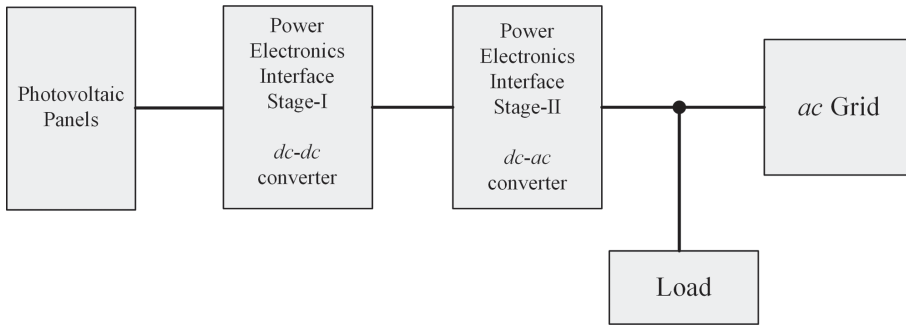 Photovoltaic
Panels
Power
Electronics
Interface
Stage-I
dc-dc
converter
Power
Electronics
Interface
Stage-II
dc-ac
converter
ac Grid
Load